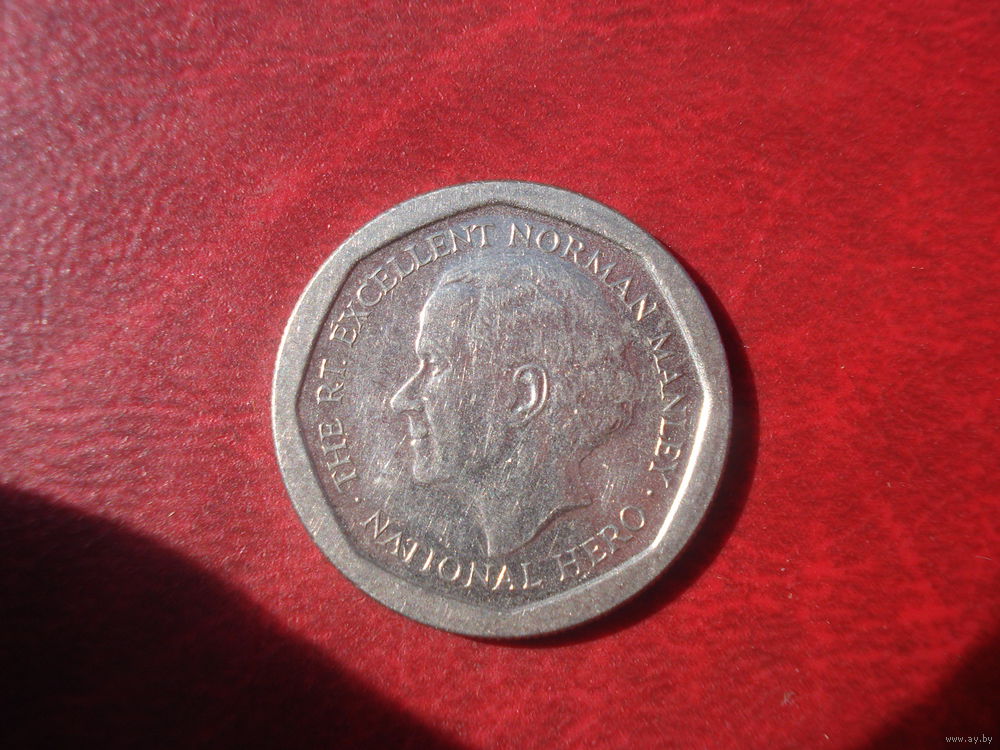 THE RT. EXCELLENT NORMAN MANLEY
· NATIONAL HERO ·
www.ay.by